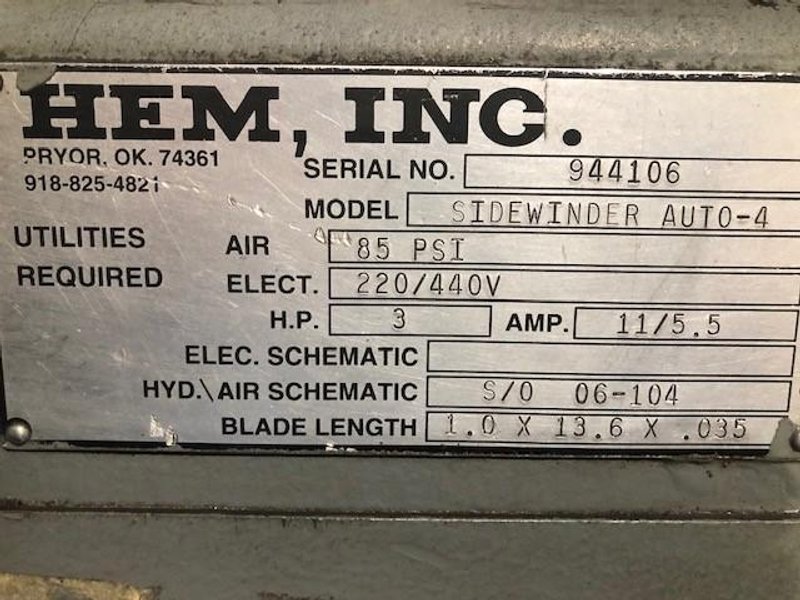 HEM, INC.
PRYOR, OK. 74361
918-825-4821
SERIAL NO. 944106
MODEL SIDEWINDER AUTO-4
UTILITIES REQUIRED
AIR 85 PSI
ELECT. 220/440V
H.P. 3 AMP. 11/5.5
ELEC. SCHEMATIC
HYD.\AIR SCHEMATIC S/O 06-104
BLADE LENGTH 1.0 X 13.6 X .035